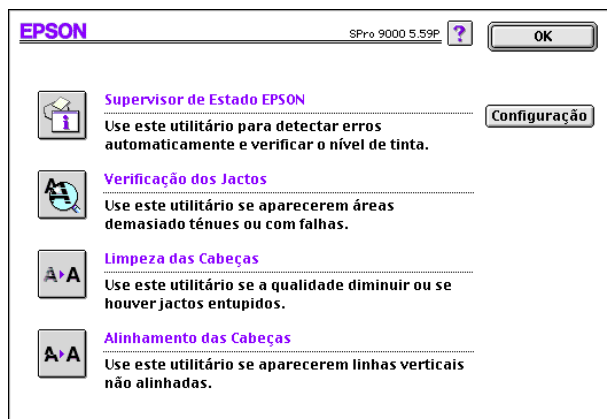 EPSON
SPro 9000 5.59P
?
OK
Supervisor de Estado EPSON
Use este utilitário para detectar erros
automaticamente e verificar o nível de tinta.
Configuração
Verificação dos Jactos
Use este utilitário se aparecerem áreas
demasiado ténues ou com falhas.
Limpeza das Cabeças
A A
Use este utilitário se a qualidade diminuir ou se
houver jactos entupidos.
Alinhamento das Cabeças
A A
Use este utilitário se aparecerem linhas verticais
não alinhadas.